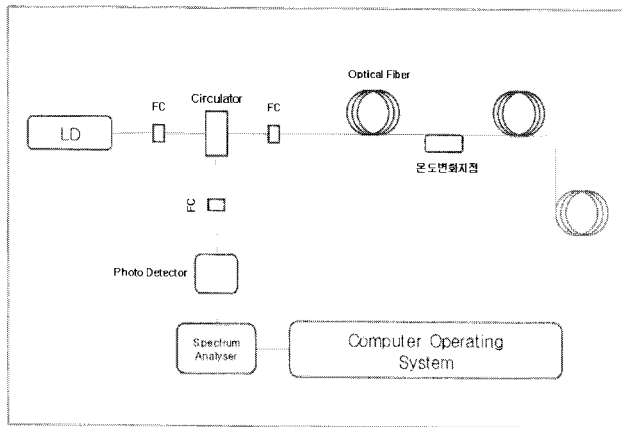 Optical Fiber
FC
Circulator
FC
LD
온도변화지점
FC
Photo Detector
Spectrum
Analyser
Computer Operating
System